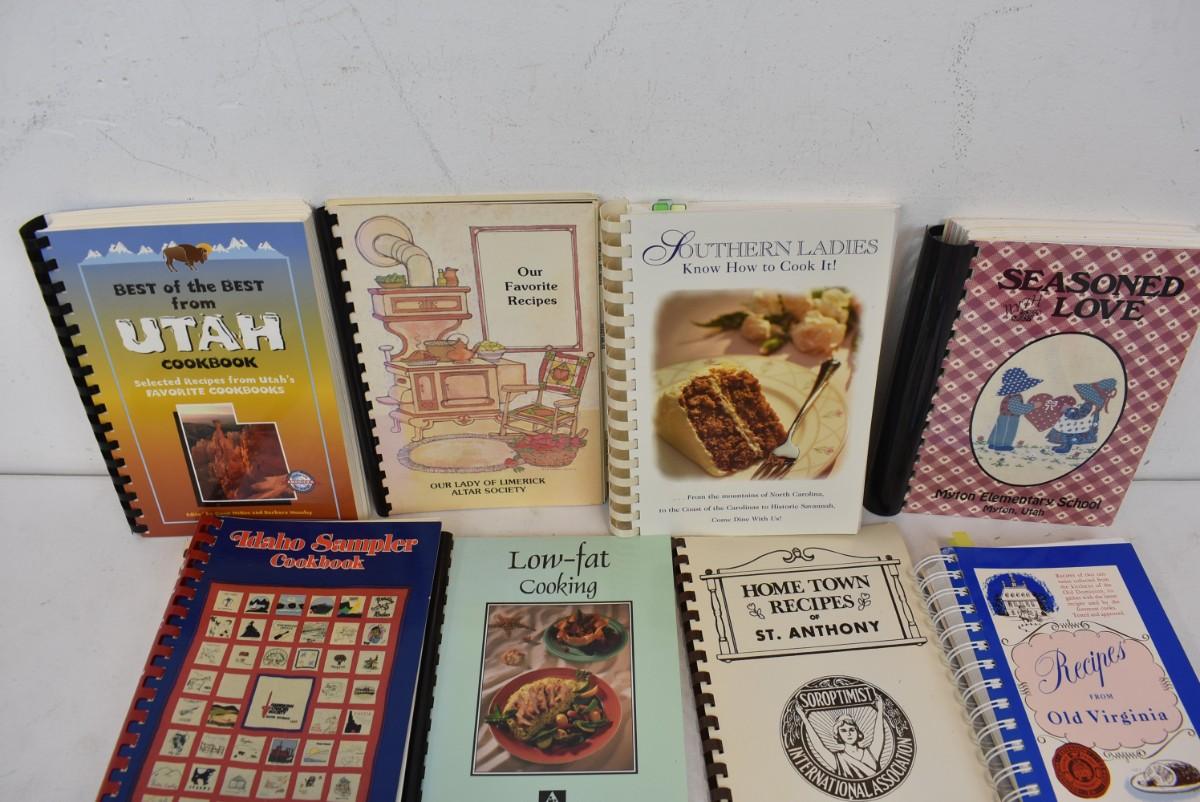 BEST of the BEST
from
UTAH
COOKBOOK
Selected Recipes from Utah's
FAVORITE COOKBOOKS
Our
Favorite
Recipes
OUR LADY OF LIMERICK
ALTAR SOCIETY
SOUTHERN LADIES
Know How to Cook It!
. . . From the mountains of North Carolina,
to the Coast of the Carolinas to Historic Savannah,
Come Dine With Us!
SEASONED
WITH
LOVE
Myton Elementary School
Myton, Utah
Idaho Sampler
Cookbook
Low-fat
Cooking
HOME TOWN
RECIPES
OF
ST. ANTHONY
SOROPTIMIST
INTERNATIONAL ASSOCIATION
Recipes
FROM
Old Virginia